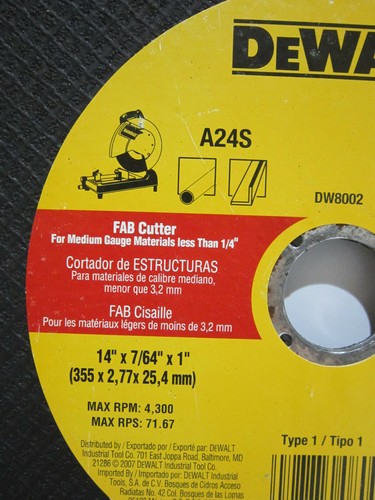 DEWA
A24S
DW8002
FAB Cutter
For Medium Gauge Materials less Than 1/4"
Cortador de ESTRUCTURAS
Para materiales de calibre mediano,
menor que 3,2 mm
FAB Cisaille
Pour les matériaux légers de moins de 3,2 mm
14" x 7/64" x 1"
(355 x 2,77x 25,4 mm)
MAX RPM: 4,300
MAX RPS: 71.67
Type 1 / Tipo 1
Distributed by / Exportado por / Exporté par: DEWALT
Industrial Tool Co. 701 East Joppa Road, Baltimore, MD
21286 © 2007 DEWALT Industrial Tool Co.
Imported By / Importado por: DEWALT Industrial
Tools, S.A. de C.V. Bosques de Cidros Acceso
Radiatas No. 42 Col. Bosques de las Lomas